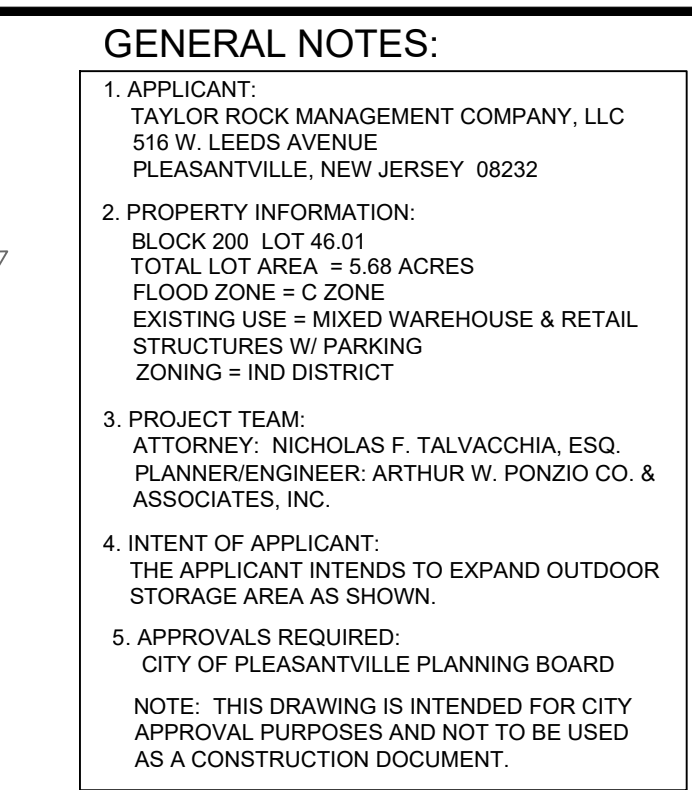 GENERAL NOTES:
1. APPLICANT:
TAYLOR ROCK MANAGEMENT COMPANY, LLC
516 W. LEEDS AVENUE
PLEASANTVILLE, NEW JERSEY 08232
2. PROPERTY INFORMATION:
BLOCK 200 LOT 46.01
TOTAL LOT AREA = 5.68 ACRES
FLOOD ZONE = C ZONE
EXISTING USE = MIXED WAREHOUSE & RETAIL
STRUCTURES W/ PARKING
ZONING = IND DISTRICT
3. PROJECT TEAM:
ATTORNEY: NICHOLAS F. TALVACCHIA, ESQ.
PLANNER/ENGINEER: ARTHUR W. PONZIO CO. &
ASSOCIATES, INC.
4. INTENT OF APPLICANT:
THE APPLICANT INTENDS TO EXPAND OUTDOOR
STORAGE AREA AS SHOWN.
5. APPROVALS REQUIRED:
CITY OF PLEASANTVILLE PLANNING BOARD
NOTE: THIS DRAWING IS INTENDED FOR CITY
APPROVAL PURPOSES AND NOT TO BE USED
AS A CONSTRUCTION DOCUMENT.